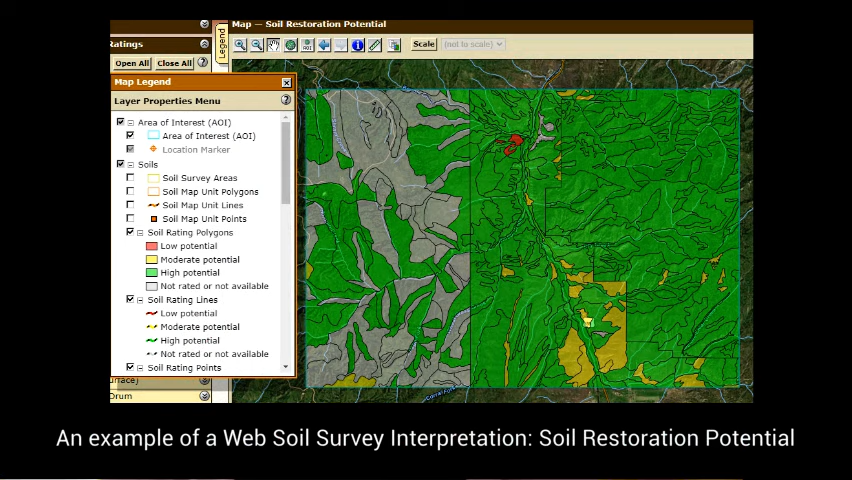 Map — Soil Restoration Potential
Ratings
Legend
AOI
Scale
(not to scale)
Open All
Close All
Map Legend
Layer Properties Menu
Area of Interest (AOI)
Area of Interest (AOI)
Location Marker
Soils
Soil Survey Areas
Soil Map Unit Polygons
Soil Map Unit Lines
Soil Map Unit Points
Soil Rating Polygons
Low potential
Moderate potential
High potential
Not rated or not available
Soil Rating Lines
Low potential
Moderate potential
High potential
Not rated or not available
Soil Rating Points
urface)
Drum
An example of a Web Soil Survey Interpretation: Soil Restoration Potential